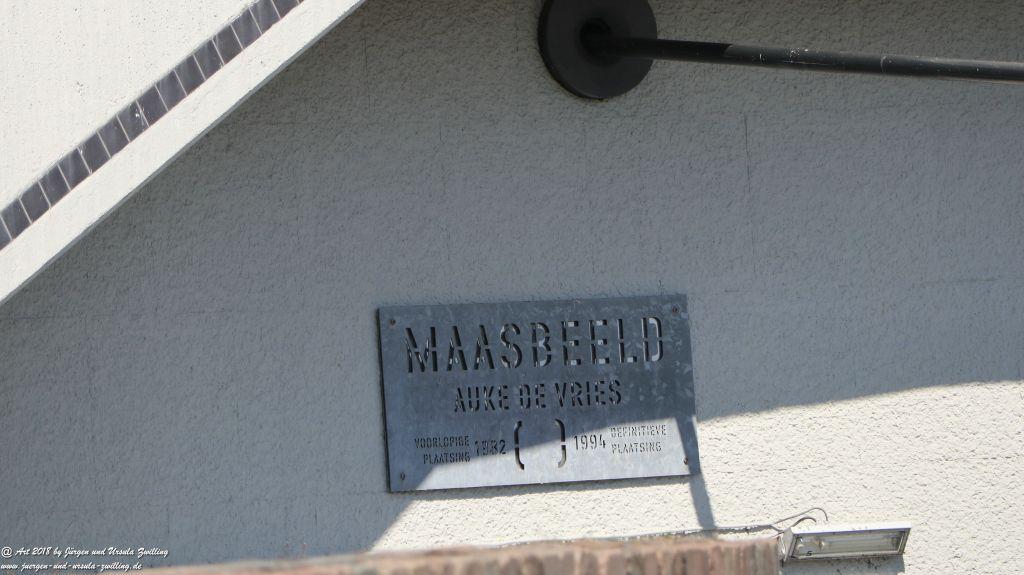 MAASBEELD
AUKE DE VRIES
VOORLOPIGE PLAATSING 1982 ( ) 1994 DEFINITIEVE PLAATSING
@ Art 2018 by Jürgen und Ursula Zwilling
www.juergen-und-ursula-zwilling.de